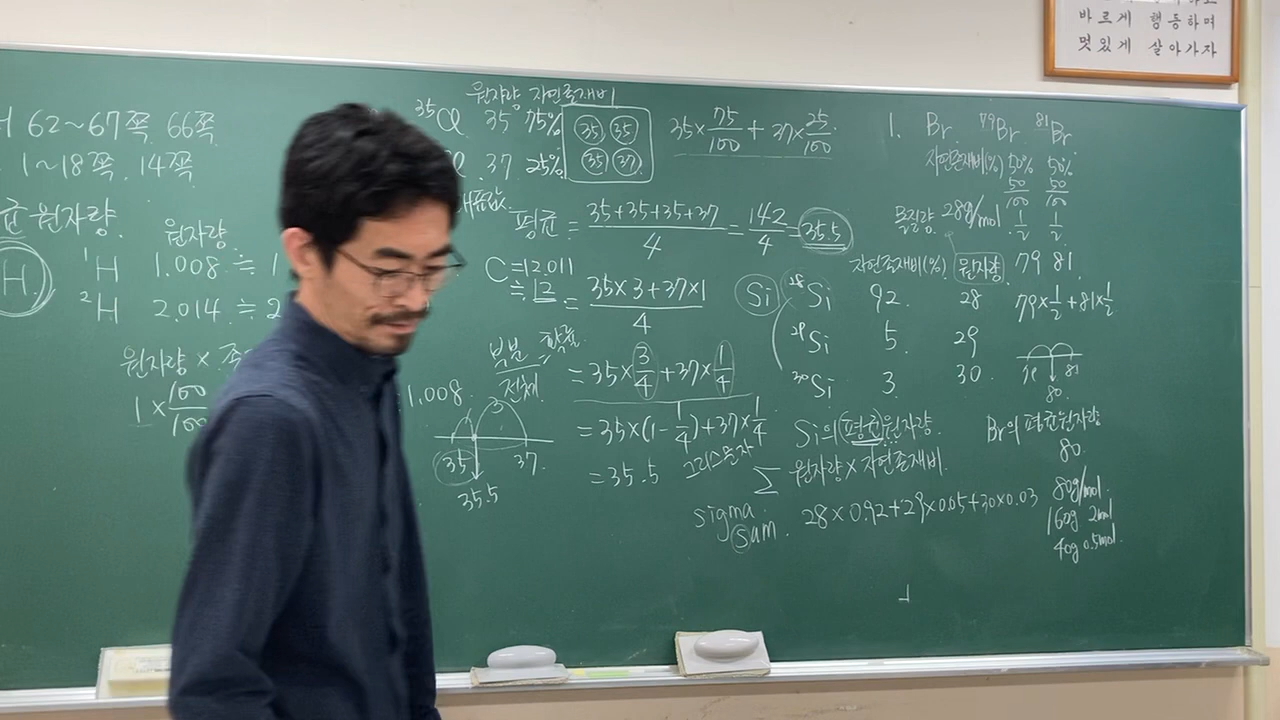 바르게 행동하며
멋있게 살아가자
62~67쪽 66쪽
1~18쪽. 14쪽
균원자량. 원자량.
H ¹H 1.008 ≒ 1
²H 2.014 ≒ 2
원자량 ×
1 × 100/100
원자량 자연존재비
³⁵Cl 35 75%
37 25%
35 35
35 37
35×75/100 + 37×25/100
평균 = (35+35+35+37)/4 = 142/4 = 35.5
C = 12.011
≒ 12
= (35×3+37×1)/4
부분/전체
= 35×3/4 + 37×1/4
= 35×(1-1/4)+37×1/4
= 35.5 그리스문자
1.008
3 1
35 37
35.5
1. Br ⁷⁹Br ⁸¹Br
자연존재비(%) 50% 50%
50/100 50/100
몰질량 28g/mol 1/2 1/2
자연존재비(%) 원자량 79 81
Si ²⁸Si 92 28 79×1/2+81×1/2
²⁹Si 5 29
³⁰Si 3 30
79 81
80
Si의 (평균)원자량.
Br의 평균원자량
80
Σ 원자량×자연존재비
sigma
sam
28×0.92+29×0.05+30×0.03
80g/mol
160g 2mol
40g 0.5mol